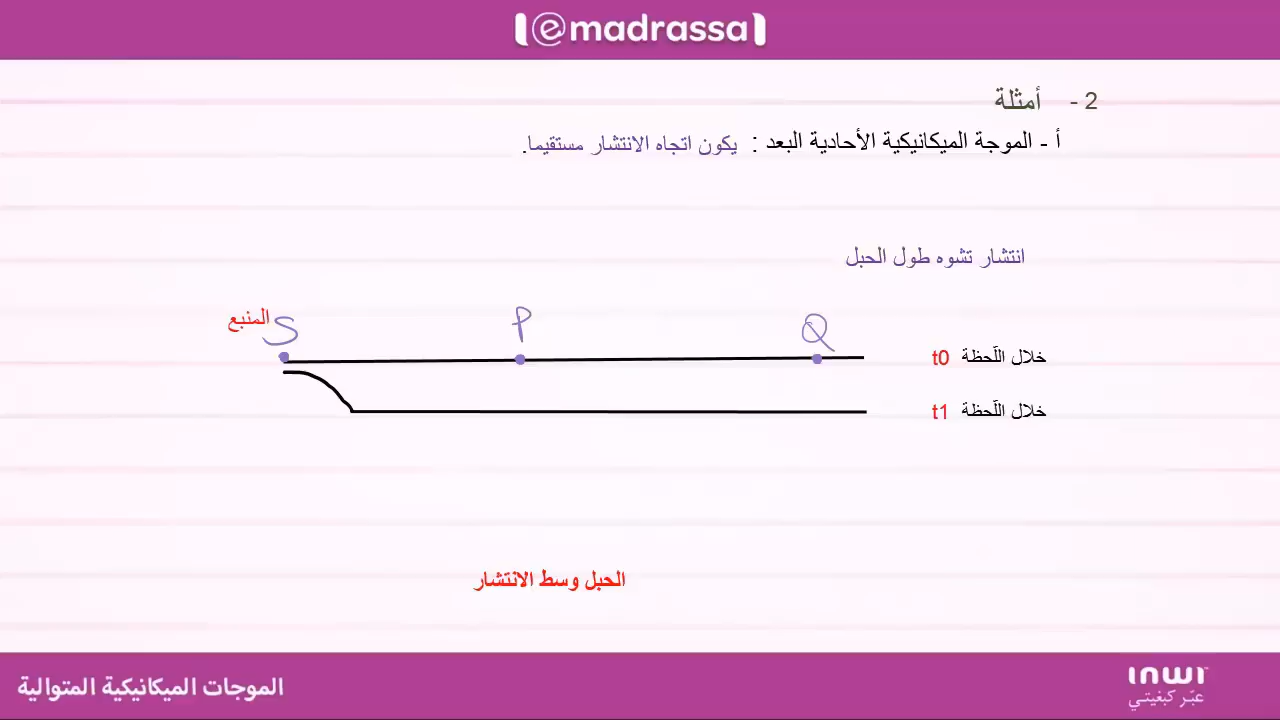 @madrassa
2 - أمثلة
أ - الموجة الميكانيكية الأحادية البعد : يكون اتجاه الانتشار مستقيما.
انتشار تشوه طول الحبل
المنبع S P Q
خلال اللّحظة t0
خلال اللّحظة t1
الحبل وسط الانتشار
الموجات الميكانيكية المتوالية
inwi
عبّر كيفيتي